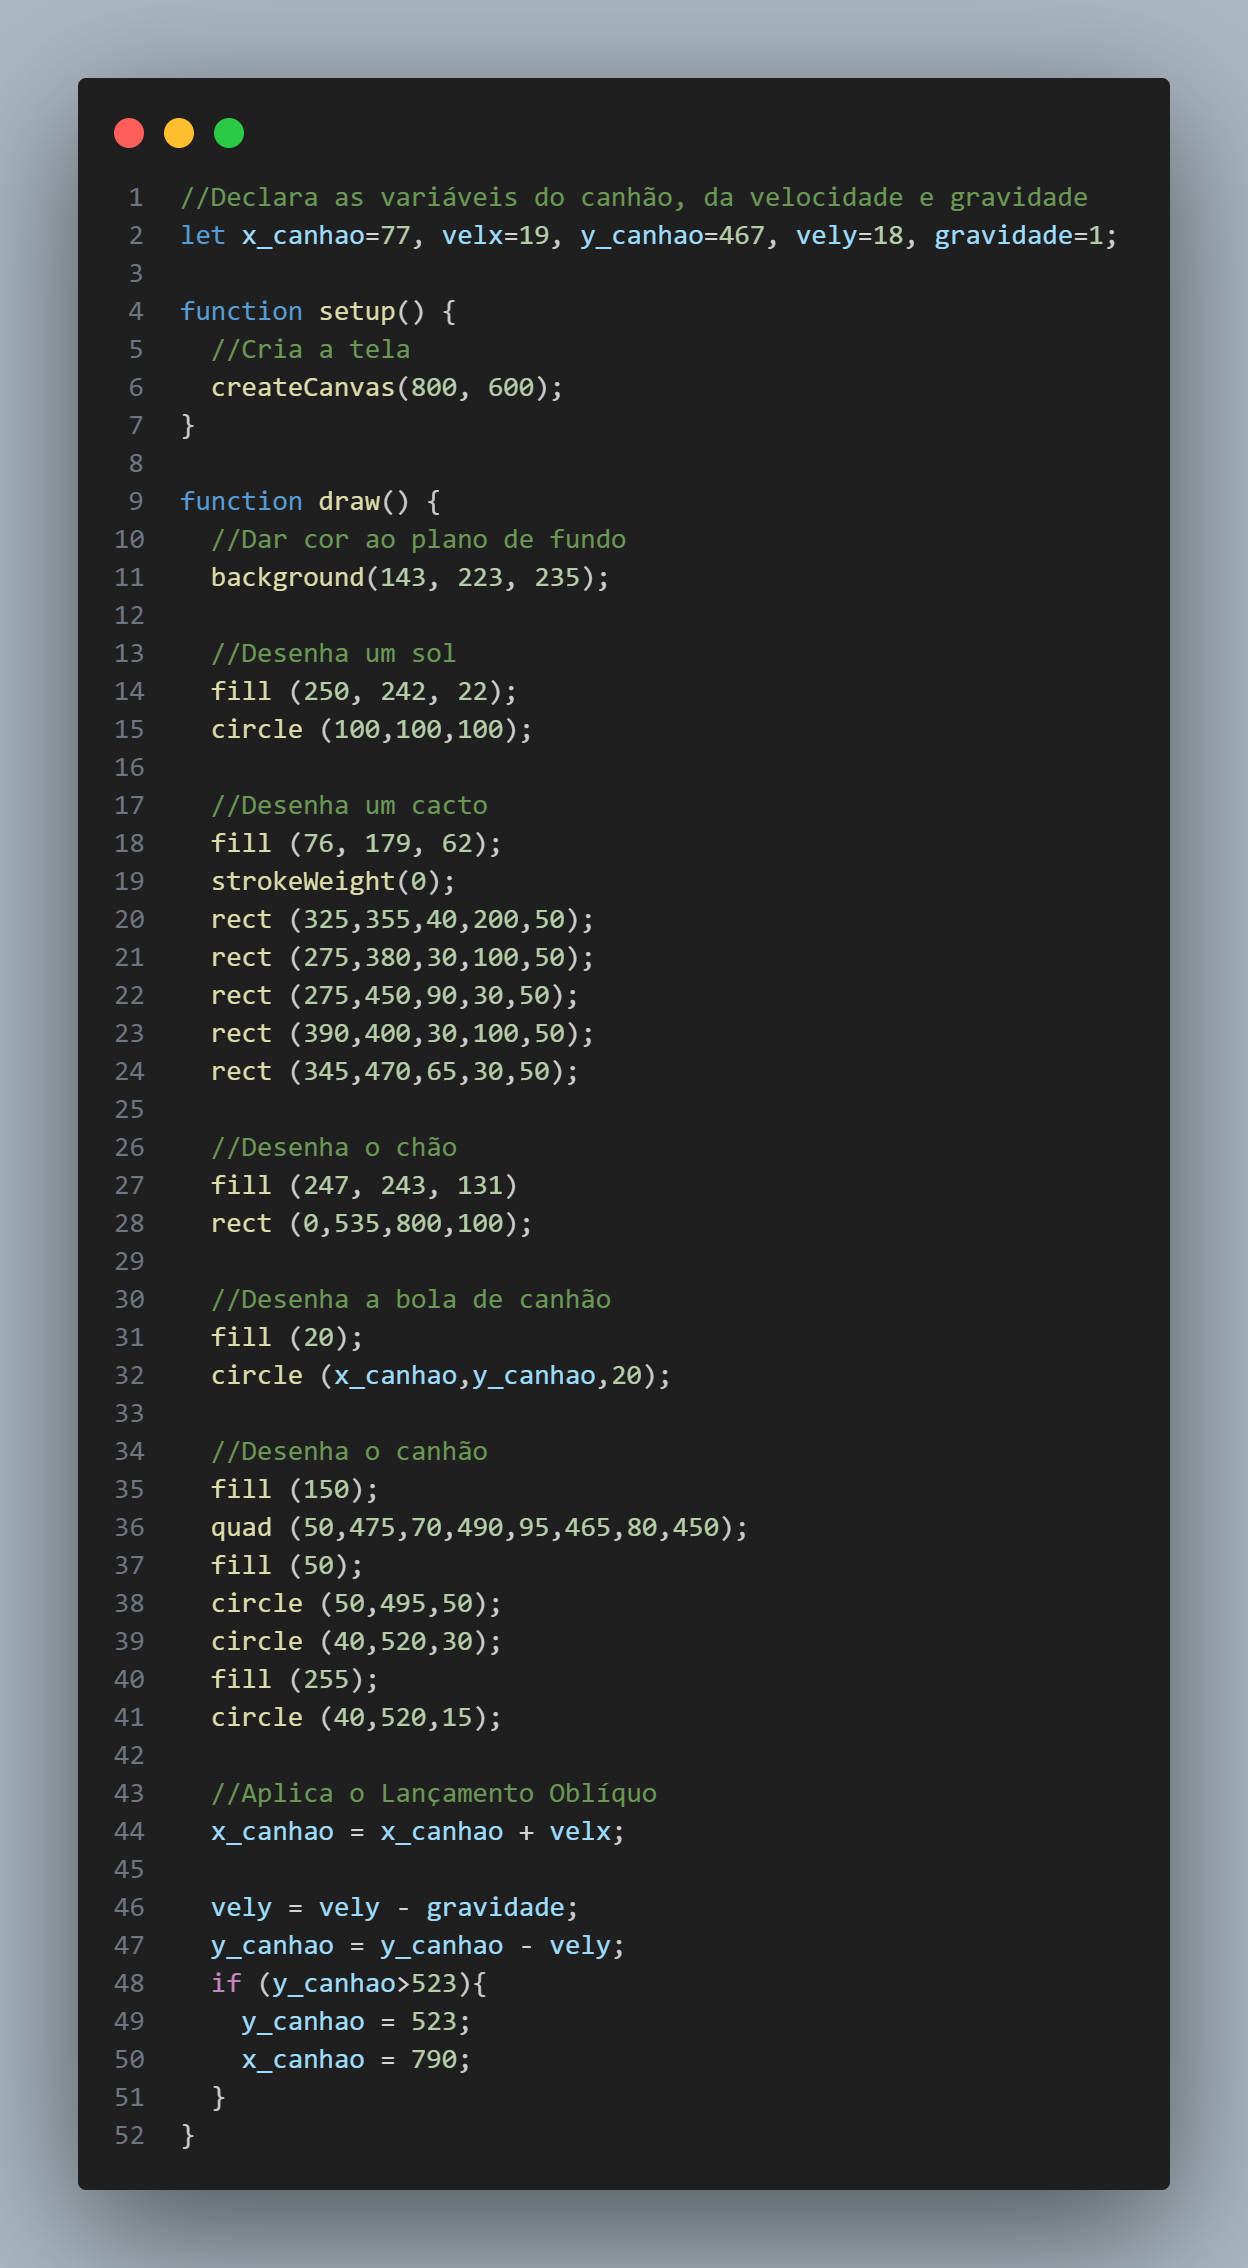 1 //Declara as variáveis do canhão, da velocidade e gravidade
2 let x_canhao=77, velx=19, y_canhao=467, vely=18, gravidade=1;
3
4 function setup() {
5   //Cria a tela
6   createCanvas(800, 600);
7 }
8
9 function draw() {
10   //Dar cor ao plano de fundo
11   background(143, 223, 235);
12
13   //Desenha um sol
14   fill (250, 242, 22);
15   circle (100,100,100);
16
17   //Desenha um cacto
18   fill (76, 179, 62);
19   strokeWeight(0);
20   rect (325,355,40,200,50);
21   rect (275,380,30,100,50);
22   rect (275,450,90,30,50);
23   rect (390,400,30,100,50);
24   rect (345,470,65,30,50);
25
26   //Desenha o chão
27   fill (247, 243, 131)
28   rect (0,535,800,100);
29
30   //Desenha a bola de canhão
31   fill (20);
32   circle (x_canhao,y_canhao,20);
33
34   //Desenha o canhão
35   fill (150);
36   quad (50,475,70,490,95,465,80,450);
37   fill (50);
38   circle (50,495,50);
39   circle (40,520,30);
40   fill (255);
41   circle (40,520,15);
42
43   //Aplica o Lançamento Oblíquo
44   x_canhao = x_canhao + velx;
45
46   vely = vely - gravidade;
47   y_canhao = y_canhao - vely;
48   if (y_canhao>523){
49     y_canhao = 523;
50     x_canhao = 790;
51   }
52 }